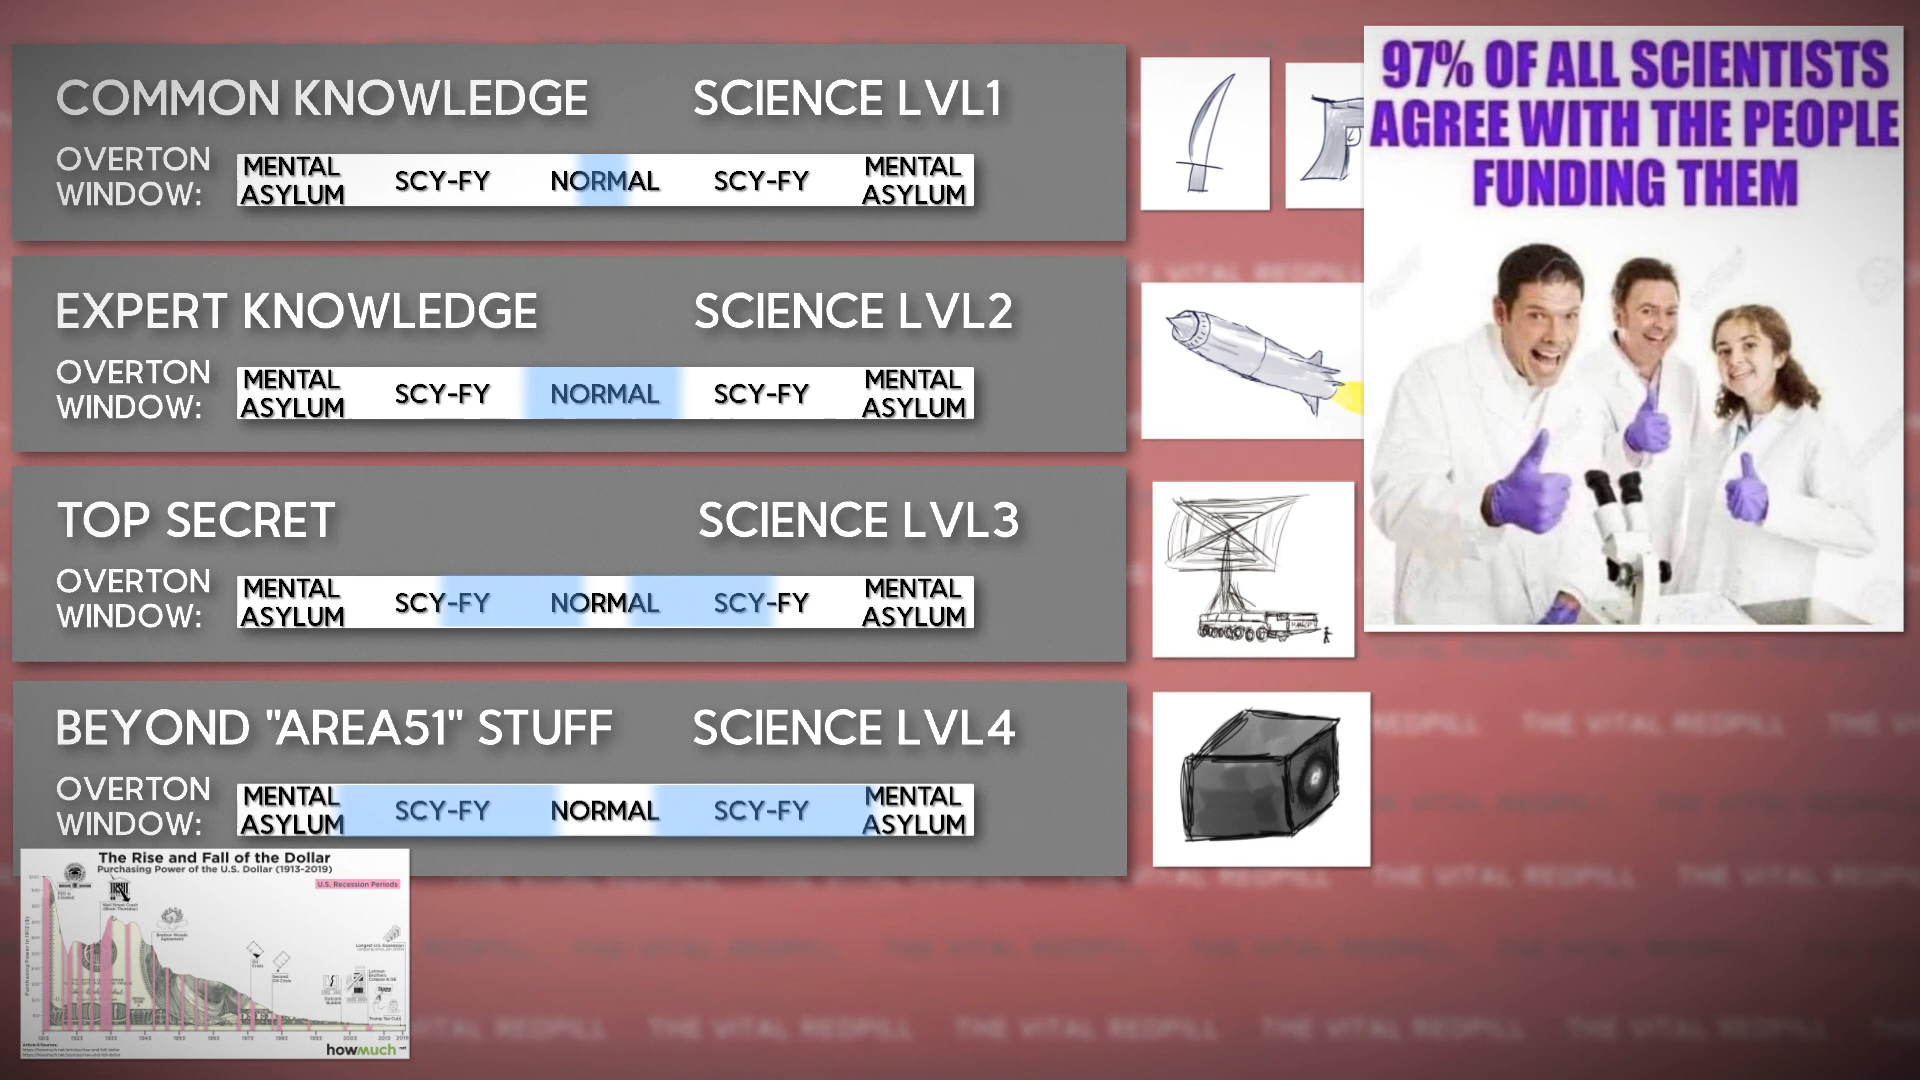 COMMON KNOWLEDGE SCIENCE LVL1
OVERTON WINDOW:
MENTAL ASYLUM SCY-FY NORMAL SCY-FY MENTAL ASYLUM
EXPERT KNOWLEDGE SCIENCE LVL2
OVERTON WINDOW:
MENTAL ASYLUM SCY-FY NORMAL SCY-FY MENTAL ASYLUM
TOP SECRET SCIENCE LVL3
OVERTON WINDOW:
MENTAL ASYLUM SCY-FY NORMAL SCY-FY MENTAL ASYLUM
BEYOND "AREA51" STUFF SCIENCE LVL4
OVERTON WINDOW:
MENTAL ASYLUM SCY-FY NORMAL SCY-FY MENTAL ASYLUM
97% OF ALL SCIENTISTS
AGREE WITH THE PEOPLE
FUNDING THEM
The Rise and Fall of the Dollar
Purchasing Power of the U.S. Dollar (1913-2019)
U.S. Recession Periods
Bretton Woods
Agreement
howmuch.net
THE VITAL REDPILL